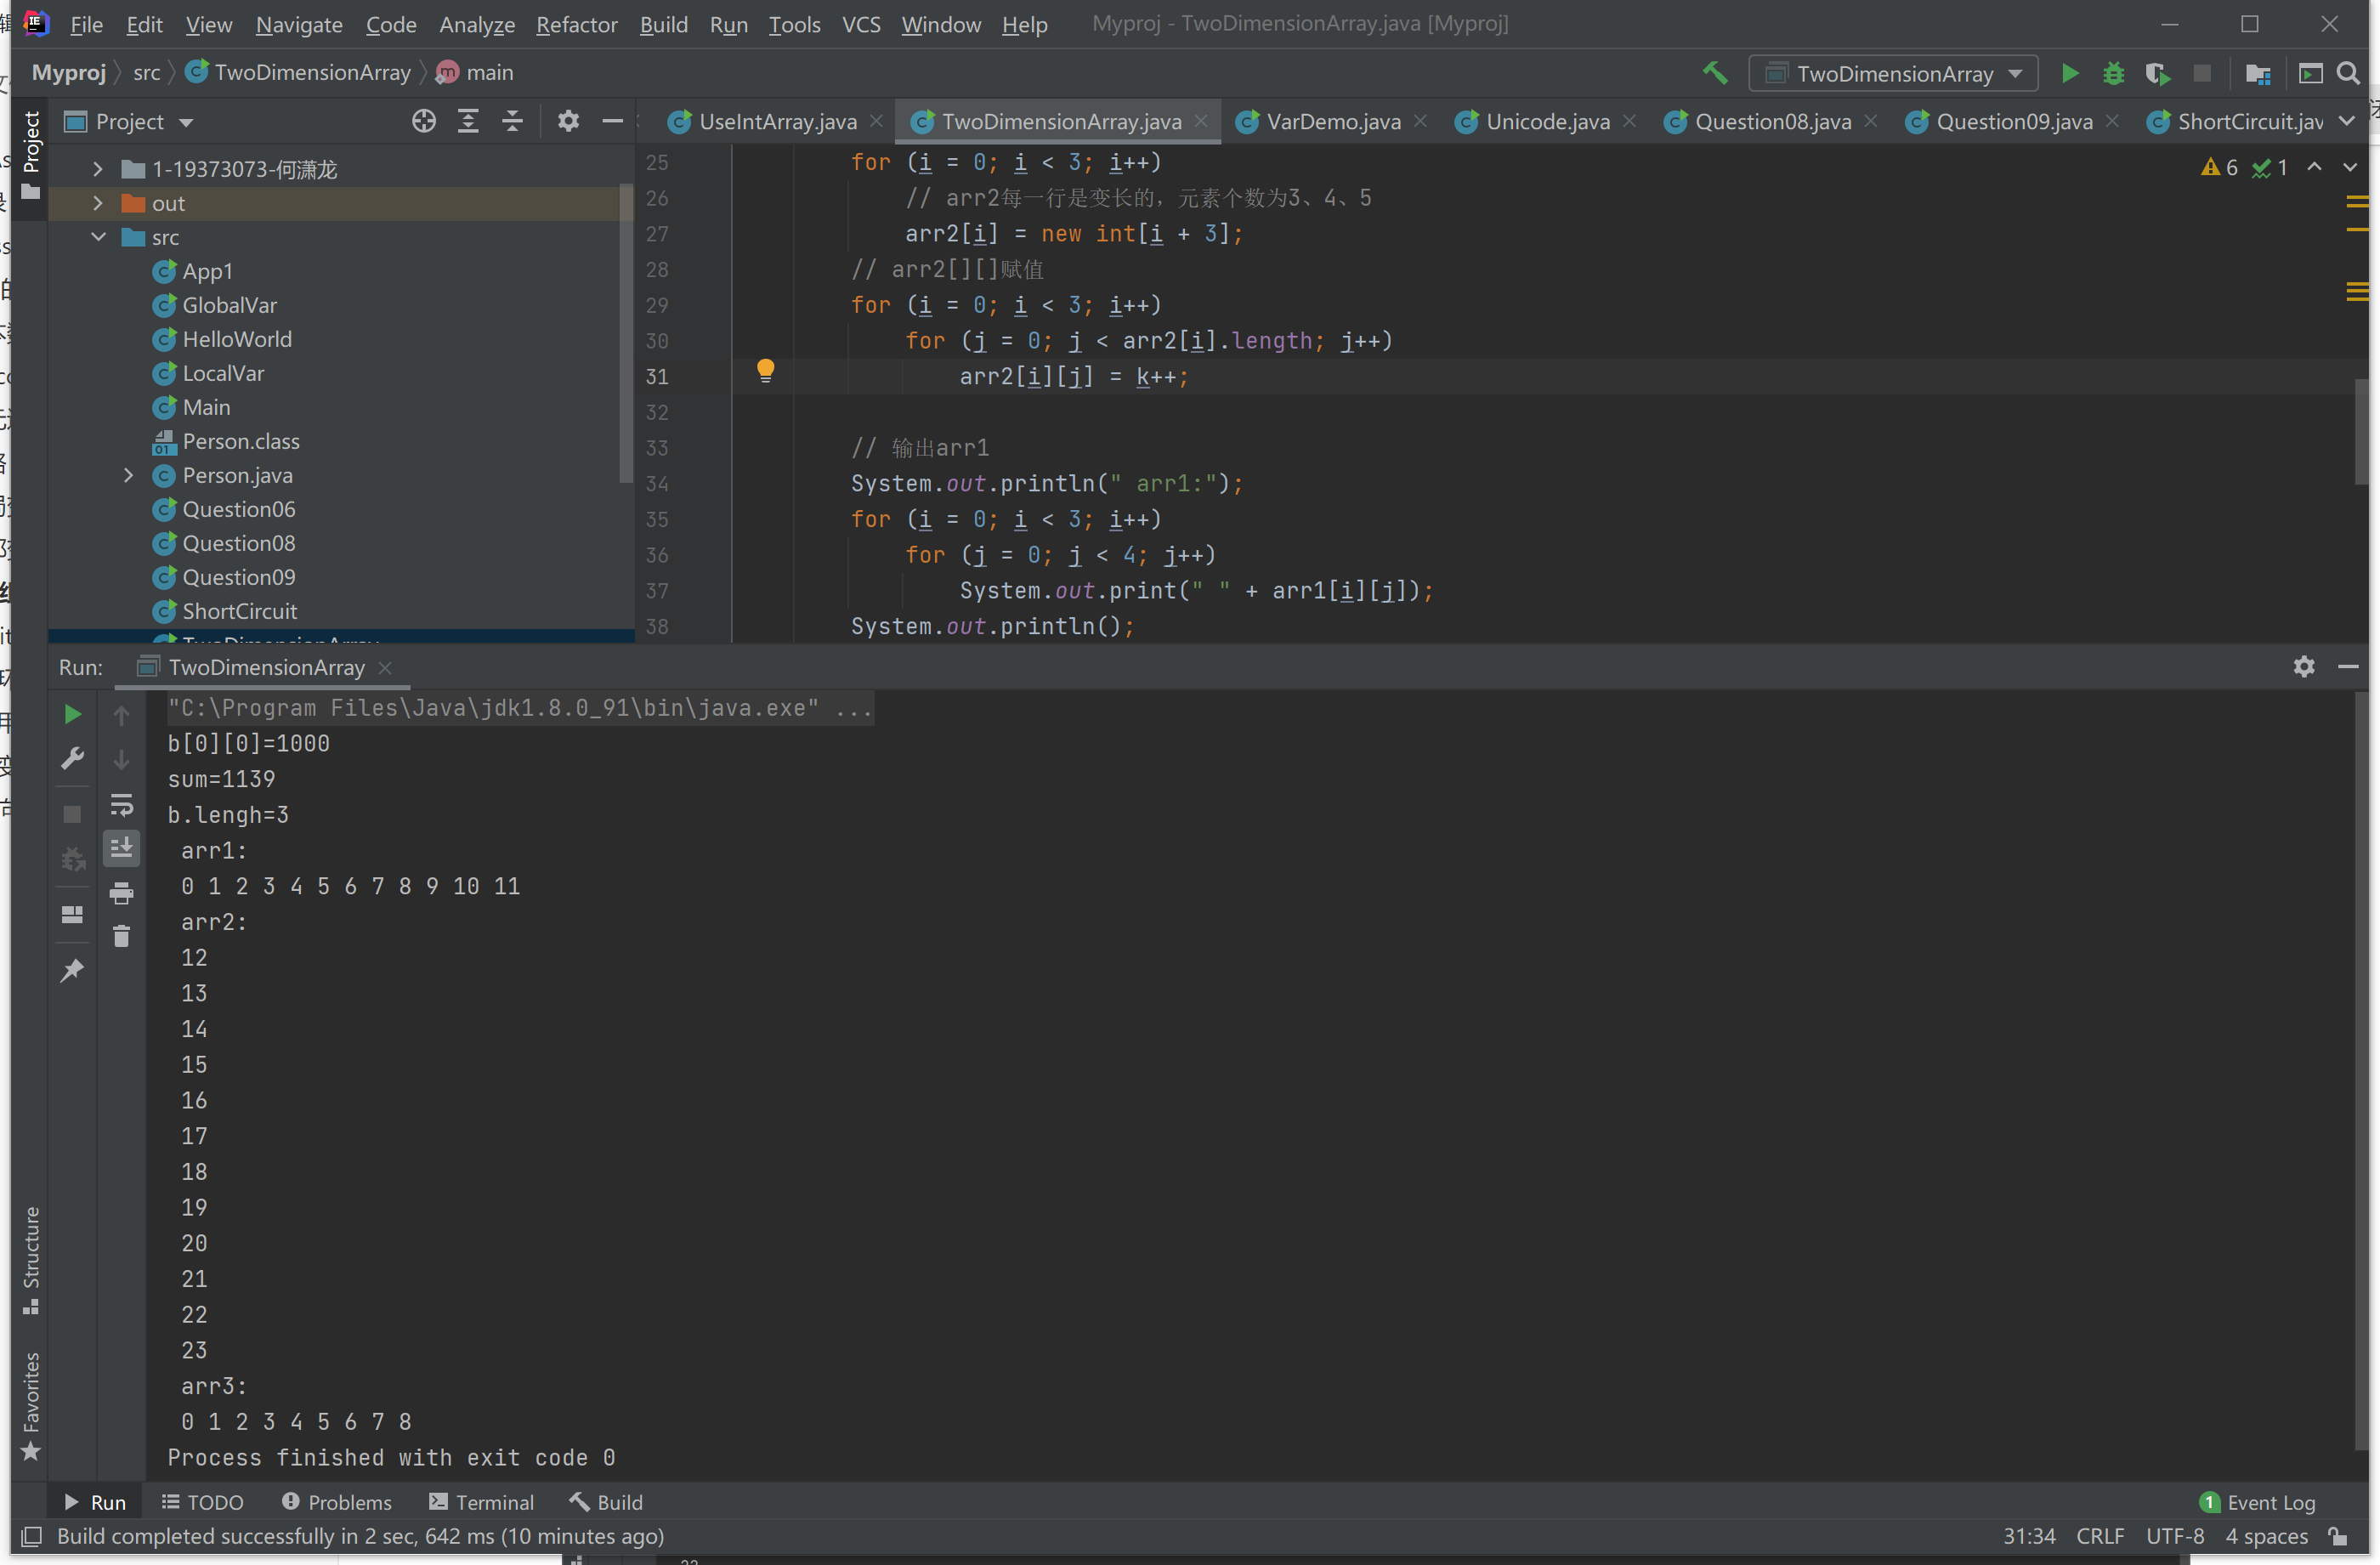 File Edit View Navigate Code Analyze Refactor Build Run Tools VCS Window Help Myproj - TwoDimensionArray.java [Myproj]
Myproj src TwoDimensionArray main TwoDimensionArray
Project UseIntArray.java TwoDimensionArray.java VarDemo.java Unicode.java Question08.java Question09.java ShortCircuit.jav
Project
1-19373073-何潇龙
out
src
App1
GlobalVar
HelloWorld
LocalVar
Main
Person.class
Person.java
Question06
Question08
Question09
ShortCircuit
TwoDimensionArray
6 1
25 for (i = 0; i < 3; i++)
26 // arr2每一行是变长的，元素个数为3、4、5
27 arr2[i] = new int[i + 3];
28 // arr2[][]赋值
29 for (i = 0; i < 3; i++)
30 for (j = 0; j < arr2[i].length; j++)
31 arr2[i][j] = k++;
32
33 // 输出arr1
34 System.out.println(" arr1:");
35 for (i = 0; i < 3; i++)
36 for (j = 0; j < 4; j++)
37 System.out.print(" " + arr1[i][j]);
38 System.out.println();
Run: TwoDimensionArray
"C:\Program Files\Java\jdk1.8.0_91\bin\java.exe" ...
b[0][0]=1000
sum=1139
b.lengh=3
arr1:
0 1 2 3 4 5 6 7 8 9 10 11
arr2:
12
13
14
15
16
17
18
19
20
21
22
23
arr3:
0 1 2 3 4 5 6 7 8
Process finished with exit code 0
Structure
Favorites
Run TODO Problems Terminal Build 1 Event Log
Build completed successfully in 2 sec, 642 ms (10 minutes ago) 31:34 CRLF UTF-8 4 spaces